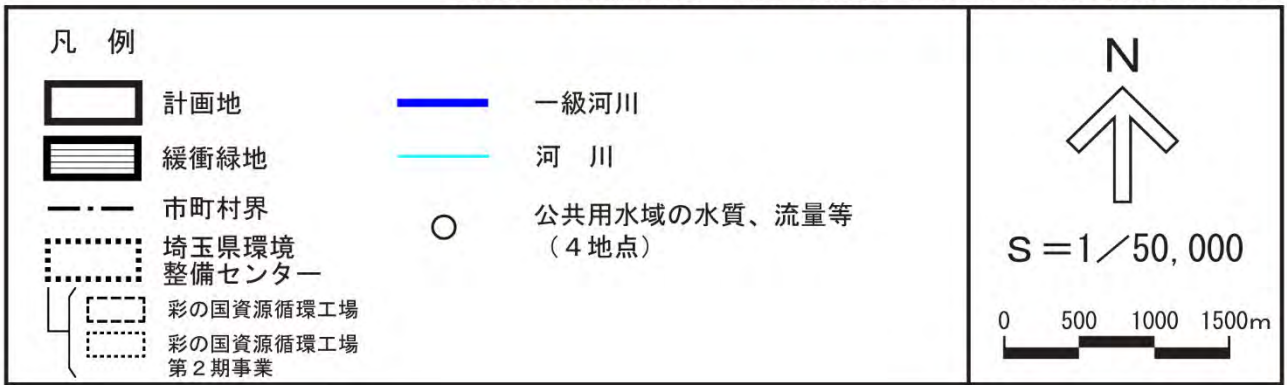 凡 例
計画地
緩衝緑地
市町村界
埼玉県環境
整備センター
彩の国資源循環工場
彩の国資源循環工場
第2期事業
一級河川
河 川
公共用水域の水質、流量等
(4地点)
N
S=1/50,000
0 500 1000 1500m